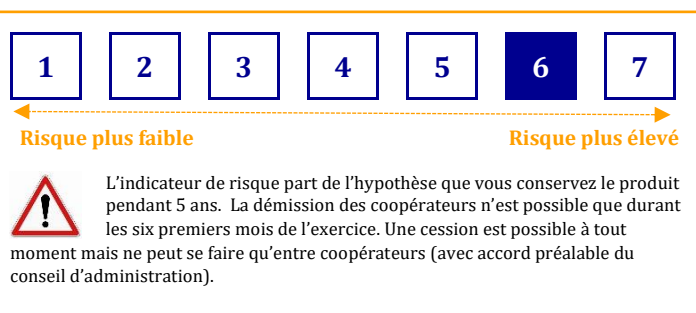 1 2 3 4 5 6 7
Risque plus faible Risque plus élevé
L’indicateur de risque part de l’hypothèse que vous conservez le produit
pendant 5 ans.  La démission des coopérateurs n’est possible que durant
les six premiers mois de l’exercice. Une cession est possible à tout
moment mais ne peut se faire qu’entre coopérateurs (avec accord préalable du
conseil d’administration).